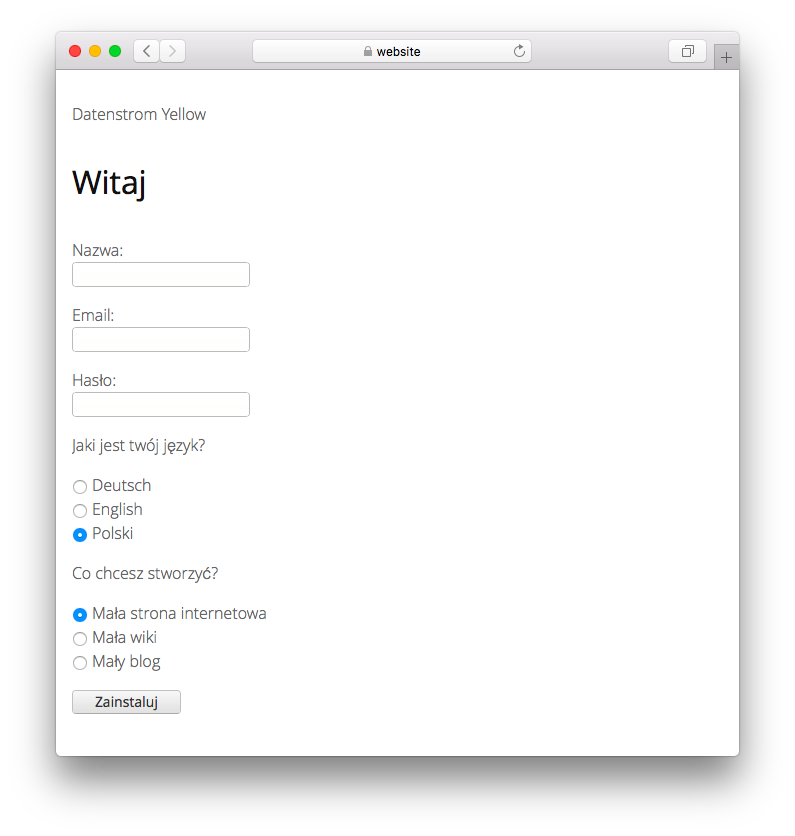 website
Datenstrom Yellow
Witaj
Nazwa:
Email:
Hasło:
Jaki jest twój język?
Deutsch
English
Polski
Co chcesz stworzyć?
Mała strona internetowa
Mała wiki
Mały blog
Zainstaluj